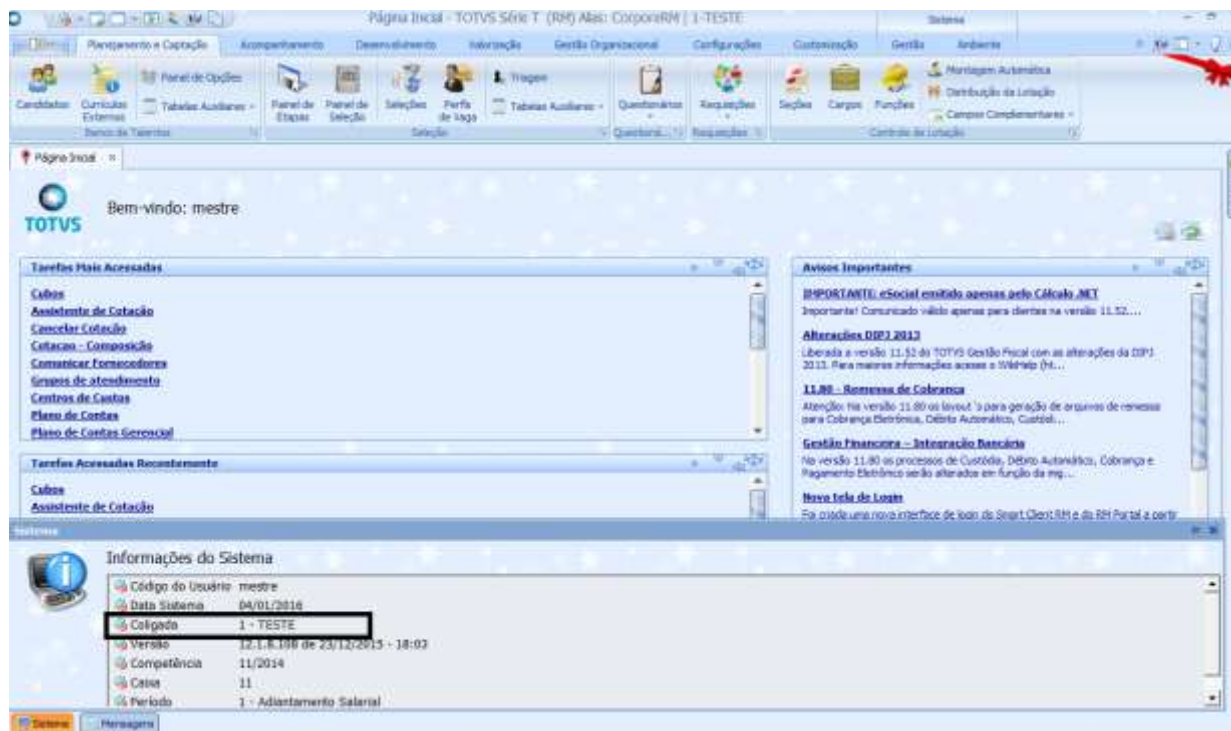 Página Inicial - TOTVS Série T (RM) Alias: CorporeRM | 1-TESTE
Sistema
Planejamento e Captação Acompanhamento Desenvolvimento Valorização Gestão Organizacional Configurações Customização Gestão Ambiente
Candidatos
Currículos Externos
Painel de Opções
Tabelas Auxiliares
Painel de Etapas
Painel de Seleção
Seleções
Perfis de Vaga
Triagem
Tabelas Auxiliares
Questionários
Requisições
Seções
Cargos
Funções
Montagem Automática
Distribuição da Lotação
Campos Complementares
Banco de Talentos Seleção Questioná... Requisições Controle de Lotação
Página Inicial
TOTVS
Bem-vindo: mestre
Tarefas Mais Acessadas
Cubos
Assistente de Cotação
Cancelar Cotação
Cotacao - Composição
Comunicar Fornecedores
Grupos de atendimento
Centros de Custos
Plano de Contas
Plano de Contas Gerencial
Tarefas Acessadas Recentemente
Cubos
Assistente de Cotação
Avisos Importantes
IMPORTANTE: eSocial emitido apenas pelo Cálculo .NET
Importante! Comunicado válido apenas para clientes na versão 11.52....
Alterações DIPJ 2013
Liberada a versão 11.52 do TOTVS Gestão Fiscal com as alterações da DIPJ
2013. Para maiores informações acesse o WikHelp (ht...
11.80 - Remessa de Cobrança
Atenção: Na versão 11.80 os layout 's para geração de arquivos de remessa
para Cobrança Eletrônica, Débito Automático, Custódi...
Gestão Financeira - Integração Bancária
Na versão 11.80 os processos de Custódia, Débito Automático, Cobrança e
Pagamento Eletrônico serão alterados em função da mig...
Nova tela de Login
Foi criada uma nova interface de login do Smart Client RM e do RM Portal a partir
Sistema
Informações do Sistema
Código do Usuário mestre
Data Sistema 04/01/2016
Coligada 1 - TESTE
Versão 12.1.8.108 de 23/12/2015 - 18:03
Competência 11/2014
Caixa 11
Período 1 - Adiantamento Salarial
Sistema Mensagens